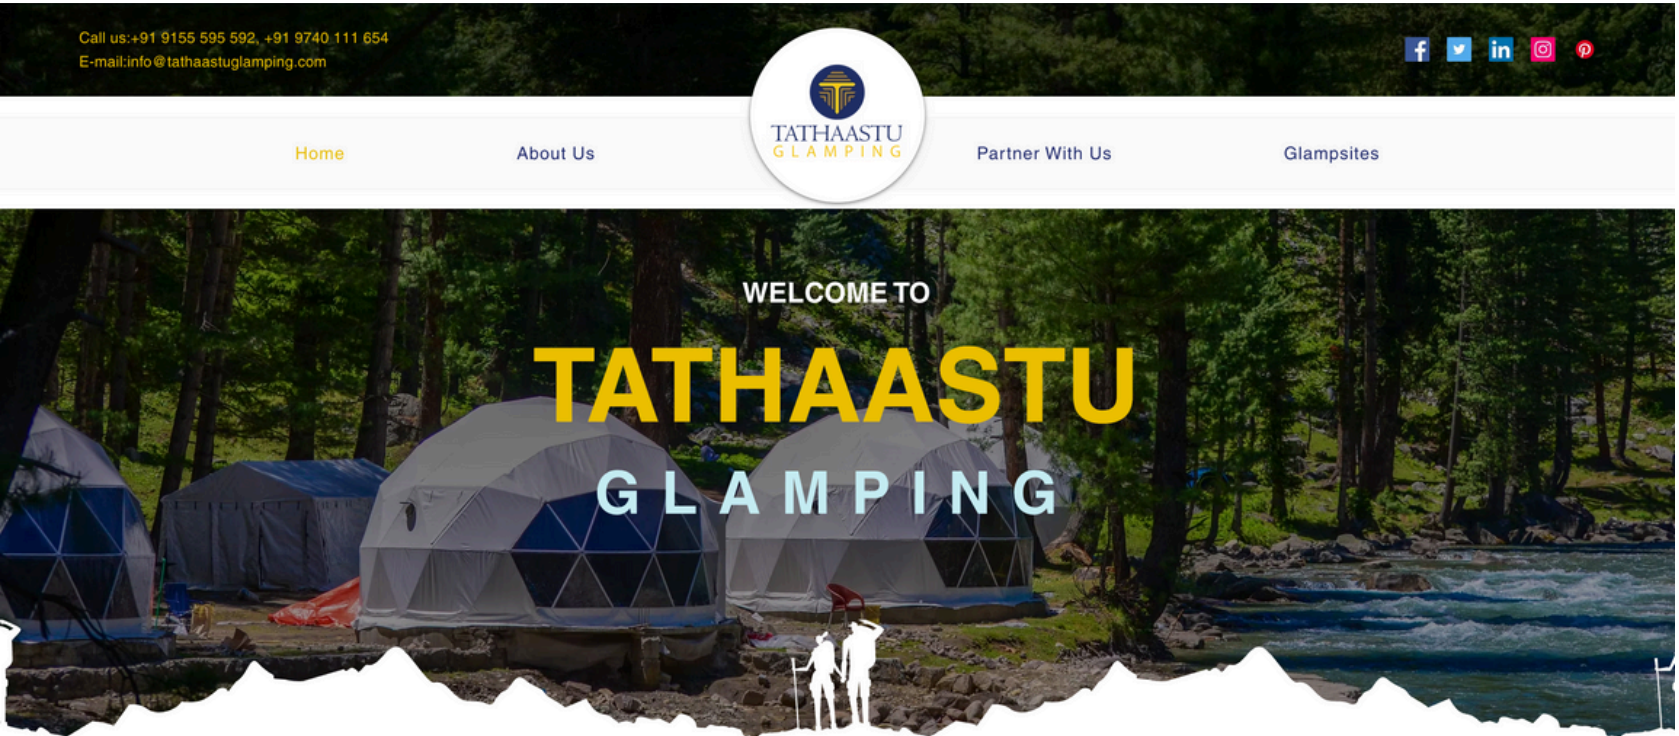 Call us:+91 9155 595 592, +91 9740 111 654
E-mail:info@tathaastuglamping.com
TATHAASTU
GLAMPING
Home
About Us
Partner With Us
Glampsites
WELCOME TO
TATHAASTU
GLAMPING